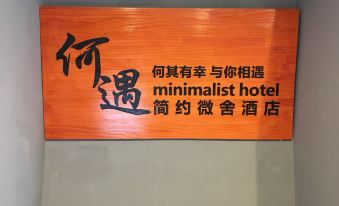 何遇
何其有幸 与你相遇
minimalist hotel
简约微舍酒店